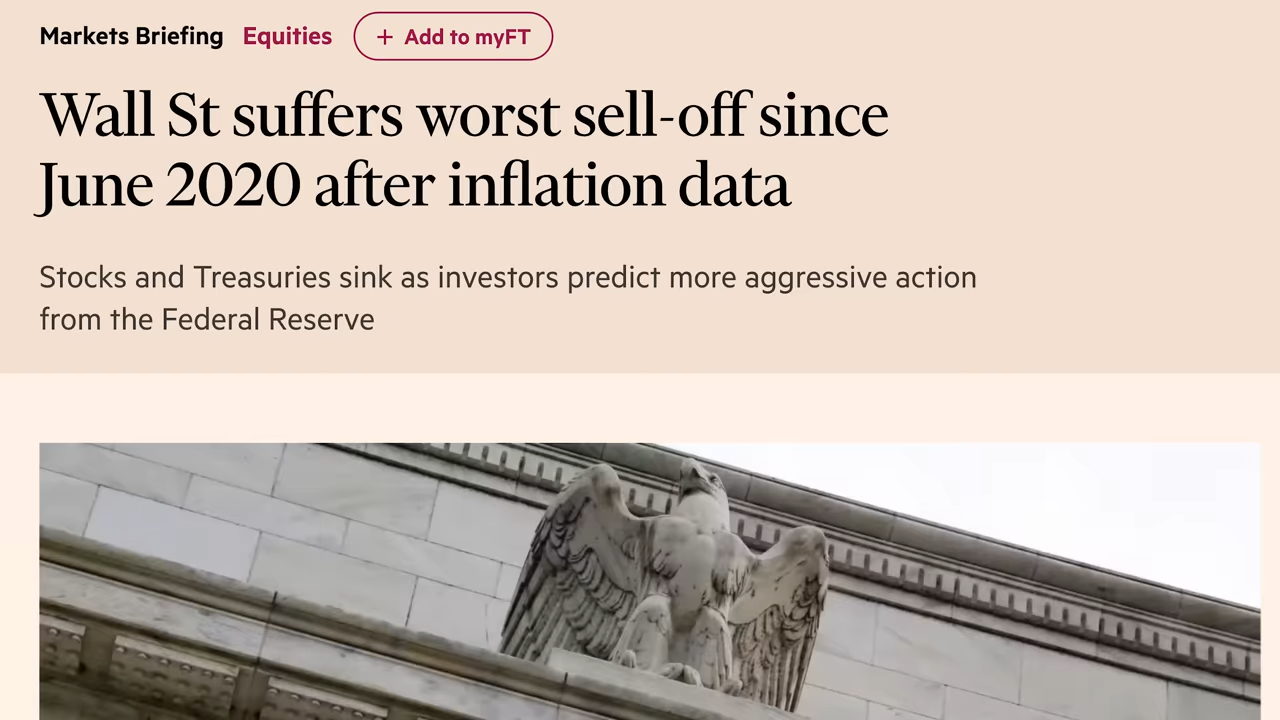 Markets Briefing Equities + Add to myFT
Wall St suffers worst sell-off since
June 2020 after inflation data
Stocks and Treasuries sink as investors predict more aggressive action
from the Federal Reserve